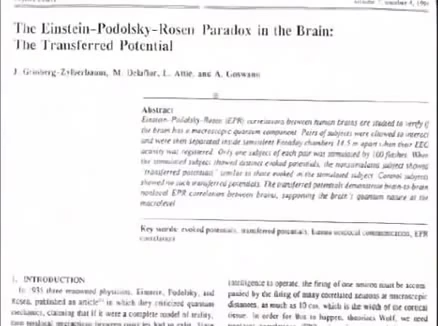 The Einstein-Podolsky-Rosen Paradox in the Brain:
The Transferred Potential
J. Grinberg-Zylberbaum, M. Delaflor, L. Attie, and A. Goswami
Abstract
Einstein-Podolsky-Rosen (EPR) correlations between human brains are studied to verify if
the brain has a macroscopic quantum component. Pairs of subjects were allowed to interact
and were then separated inside semisilent Faraday chambers 14.5 m apart when their EEG
activity was registered. Only one subject of each pair was stimulated by 100 flashes. When
the stimulated subject showed distinct evoked potentials, the nonstimulated subject showed
"transferred potentials" similar to those evoked in the stimulated subject. Control subjects
showed no such transferred potentials. The transferred potentials demonstrate brain-to-brain
nonlocal EPR correlation between brains, supporting the brain's quantum nature at the
macrolevel.
Key words: evoked potentials, transferred potentials, human nonlocal communication, EPR
correlations
1. INTRODUCTION
In 1935 three renowned physicists, Einstein, Podolsky, and
Rosen, published an article in which they criticized quantum
mechanics, claiming that if it were a complete model of reality,
intelligence to operate, the firing of one neuron must be accom-
panied by the firing of many correlated neurons at macroscopic
distances, as much as 10 cm, which is the width of the cortical
tissue. In order for this to happen, theorizes Wolf, we need